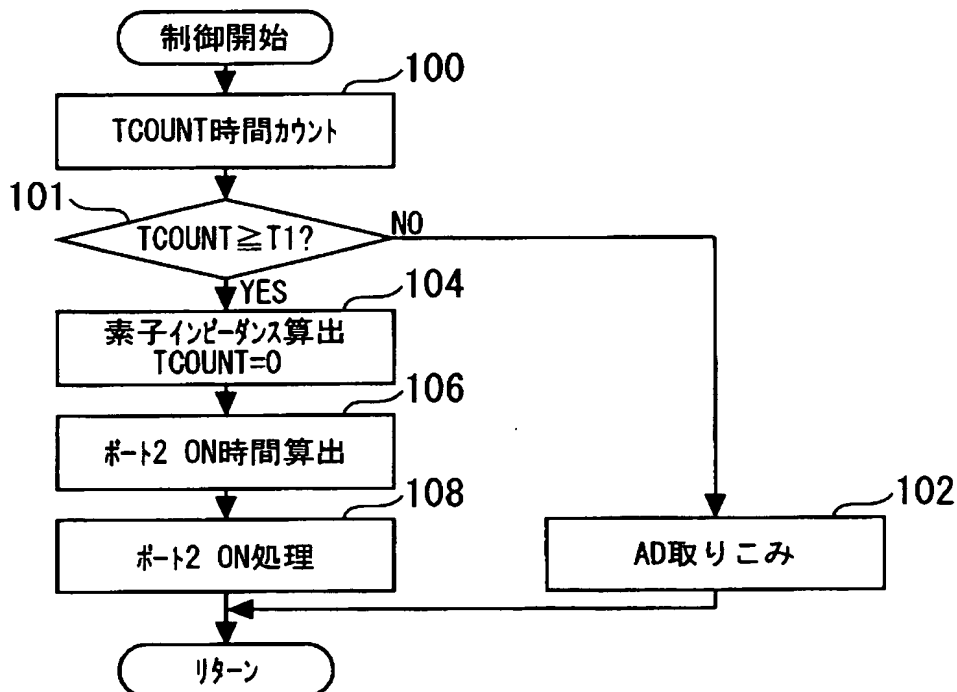 制御開始
100
TCOUNT時間ｶｳﾝﾄ
101
TCOUNT≧T1?
NO
YES
104
素子ｲﾝﾋﾟｰﾀﾞﾝｽ算出
TCOUNT=0
106
ﾎﾟｰﾄ2 ON時間算出
108
ﾎﾟｰﾄ2 ON処理
102
AD取りこみ
ﾘﾀｰﾝ